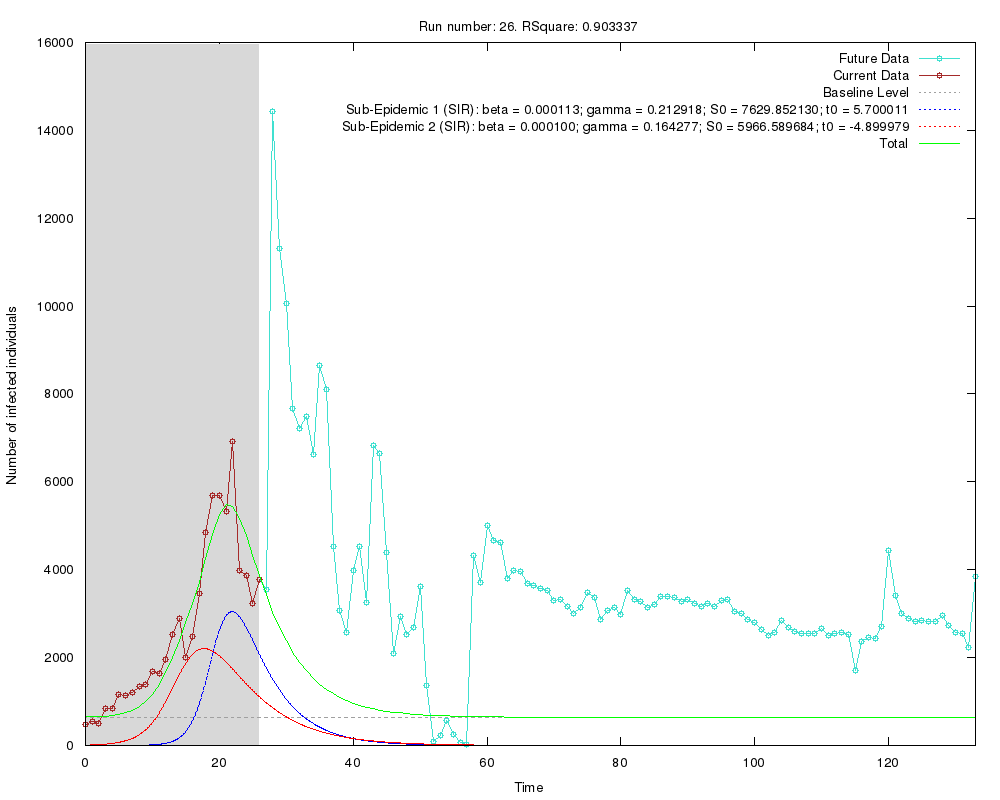 Run number: 26. RSquare: 0.903337
16000
14000
12000
10000
8000
6000
4000
2000
0
Number of infected individuals
Future Data
Current Data
Baseline Level
Sub-Epidemic 1 (SIR): beta = 0.000113; gamma = 0.212918; S0 = 7629.852130; t0 = 5.700011
Sub-Epidemic 2 (SIR): beta = 0.000100; gamma = 0.164277; S0 = 5966.589684; t0 = -4.899979
Total
0 20 40 60 80 100 120
Time